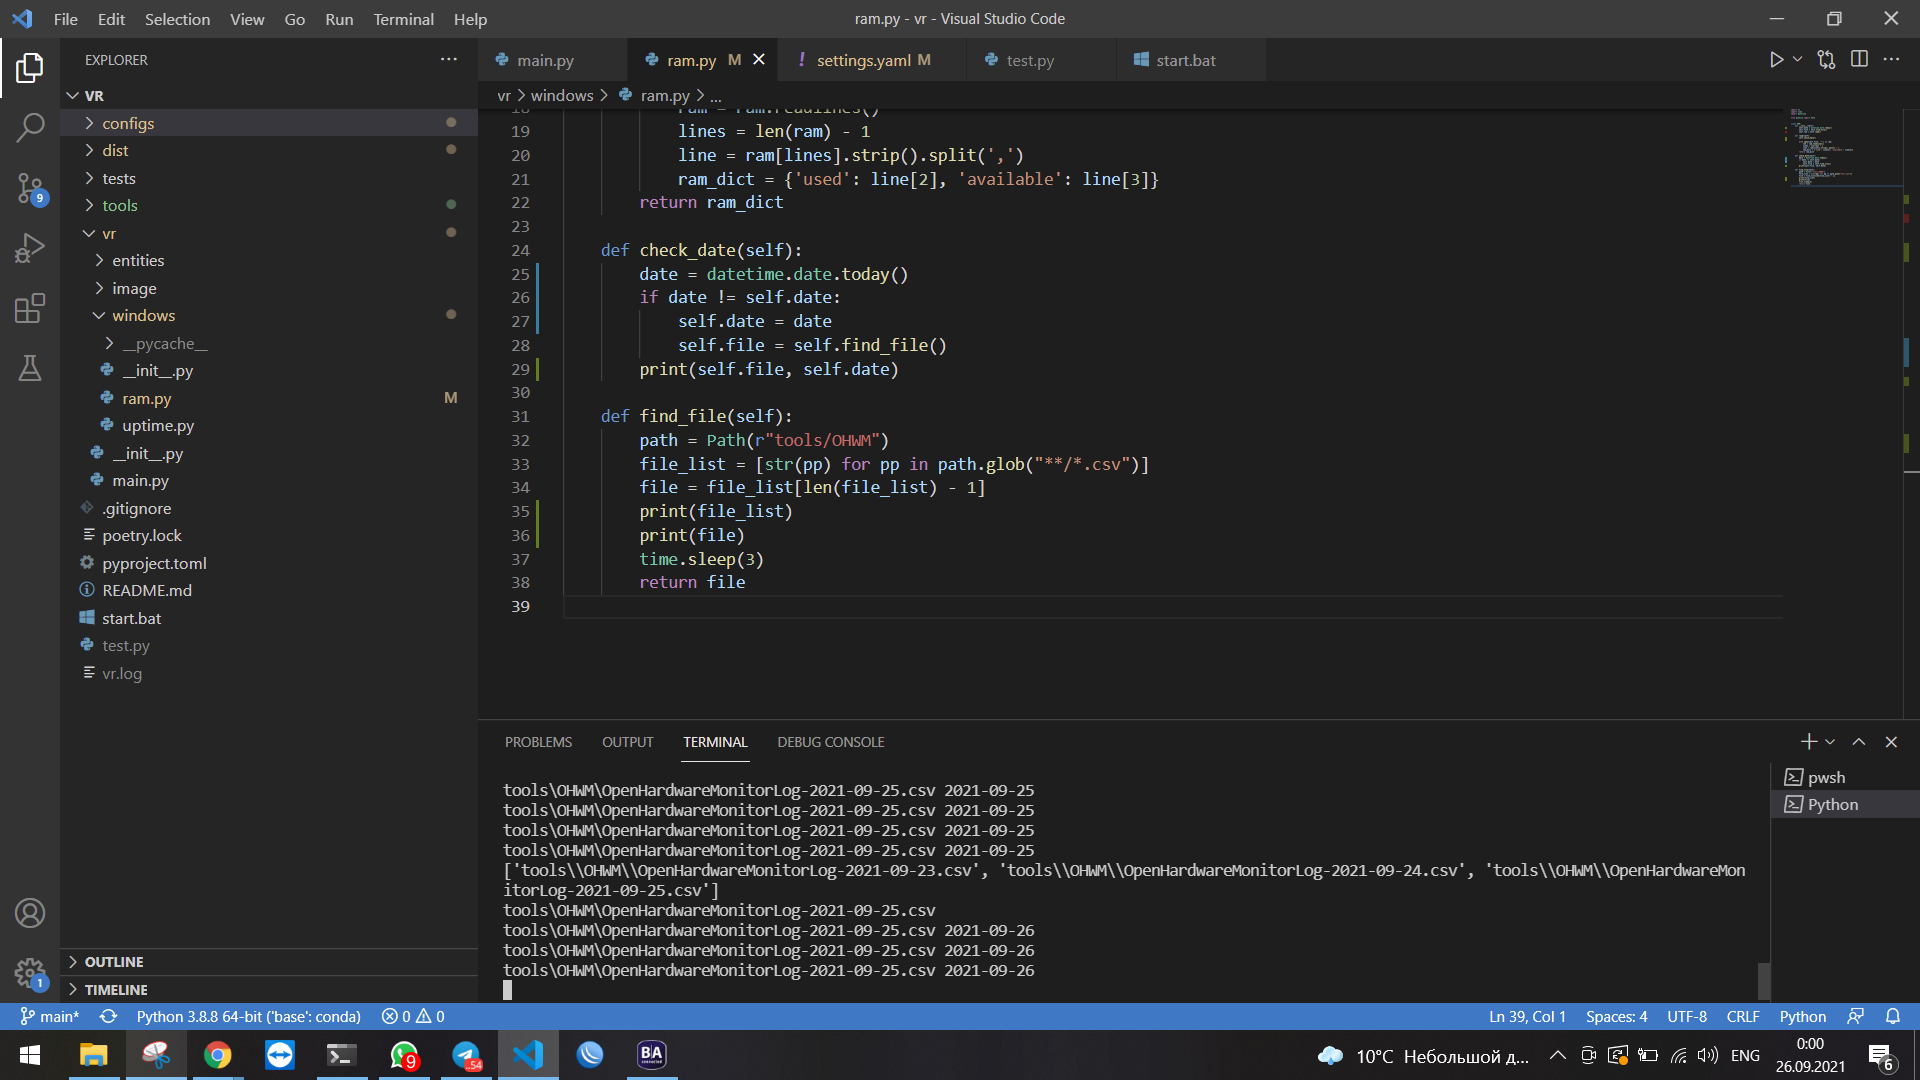 File Edit Selection View Go Run Terminal Help
ram.py - vr - Visual Studio Code
EXPLORER
VR
configs
dist
tests
tools
vr
entities
image
windows
__pycache__
__init__.py
ram.py M
uptime.py
__init__.py
main.py
.gitignore
poetry.lock
pyproject.toml
README.md
start.bat
test.py
vr.log
OUTLINE
TIMELINE
9
1
main.py ram.py M settings.yaml M test.py start.bat
vr > windows > ram.py > ...
18 ram = ram.readlines()
19 lines = len(ram) - 1
20 line = ram[lines].strip().split(',')
21 ram_dict = {'used': line[2], 'available': line[3]}
22 return ram_dict
23
24 def check_date(self):
25 date = datetime.date.today()
26 if date != self.date:
27 self.date = date
28 self.file = self.find_file()
29 print(self.file, self.date)
30
31 def find_file(self):
32 path = Path(r"tools/OHWM")
33 file_list = [str(pp) for pp in path.glob("**/*.csv")]
34 file = file_list[len(file_list) - 1]
35 print(file_list)
36 print(file)
37 time.sleep(3)
38 return file
39
PROBLEMS OUTPUT TERMINAL DEBUG CONSOLE
pwsh
Python
tools\OHWM\OpenHardwareMonitorLog-2021-09-25.csv 2021-09-25
tools\OHWM\OpenHardwareMonitorLog-2021-09-25.csv 2021-09-25
tools\OHWM\OpenHardwareMonitorLog-2021-09-25.csv 2021-09-25
tools\OHWM\OpenHardwareMonitorLog-2021-09-25.csv 2021-09-25
['tools\\OHWM\\OpenHardwareMonitorLog-2021-09-23.csv', 'tools\\OHWM\\OpenHardwareMonitorLog-2021-09-24.csv', 'tools\\OHWM\\OpenHardwareMon
itorLog-2021-09-25.csv']
tools\OHWM\OpenHardwareMonitorLog-2021-09-25.csv
tools\OHWM\OpenHardwareMonitorLog-2021-09-25.csv 2021-09-26
tools\OHWM\OpenHardwareMonitorLog-2021-09-25.csv 2021-09-26
tools\OHWM\OpenHardwareMonitorLog-2021-09-25.csv 2021-09-26
main* Python 3.8.8 64-bit ('base': conda) 0 0 Ln 39, Col 1 Spaces: 4 UTF-8 CRLF Python
9 ..54 B|A 10°C Небольшой д... ENG 0:00
26.09.2021 6